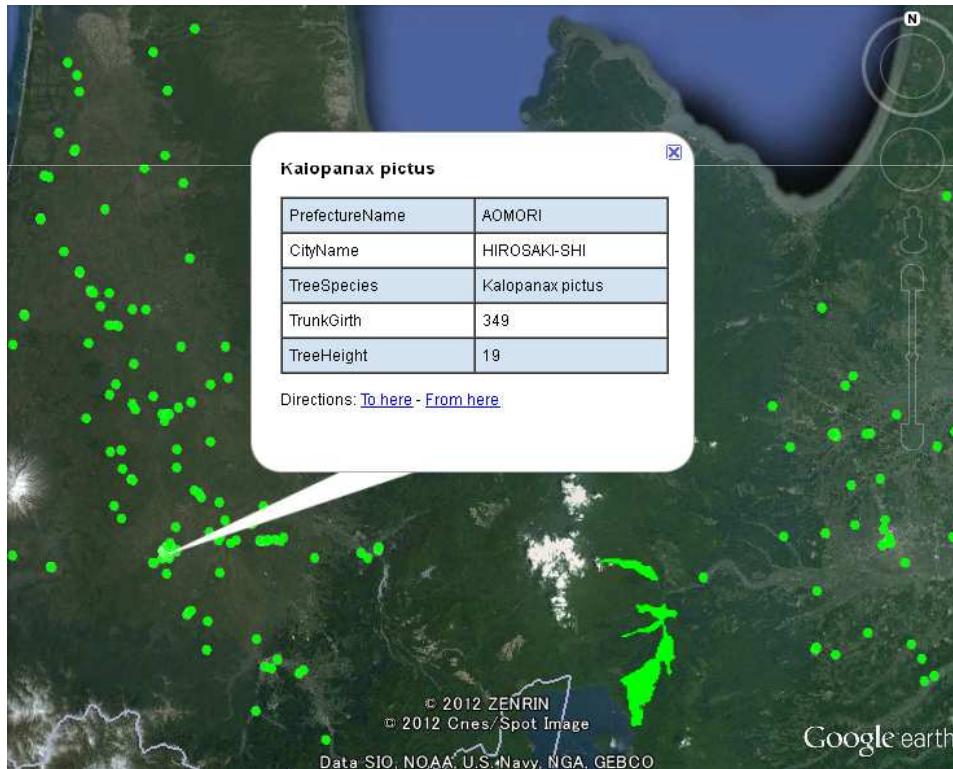 N
Kalopanax pictus
PrefectureName AOMORI
CityName HIROSAKI-SHI
TreeSpecies Kalopanax pictus
TrunkGirth 349
TreeHeight 19
Directions: To here - From here
© 2012 ZENRIN
© 2012 Cnes/Spot Image
Data SIO, NOAA, U.S. Navy, NGA, GEBCO
Google earth